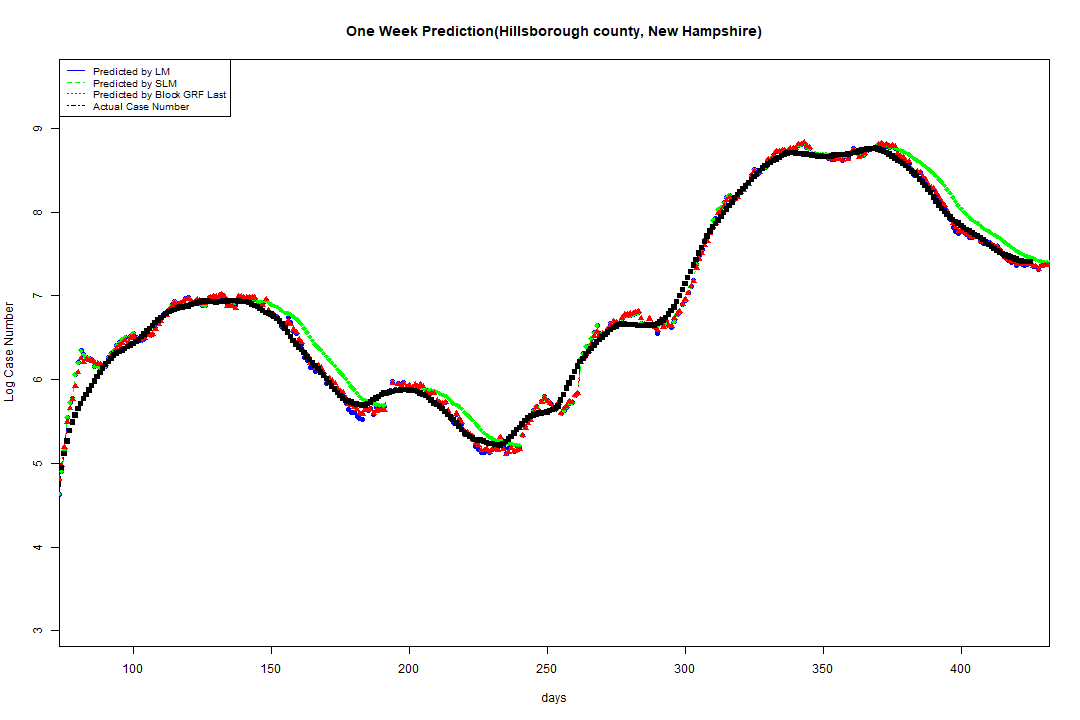 One Week Prediction(Hillsborough county, New Hampshire)
Predicted by LM
Predicted by SLM
Predicted by Block GRF Last
Actual Case Number
9
8
7
6
5
4
3
Log Case Number
100 150 200 250 300 350 400
days